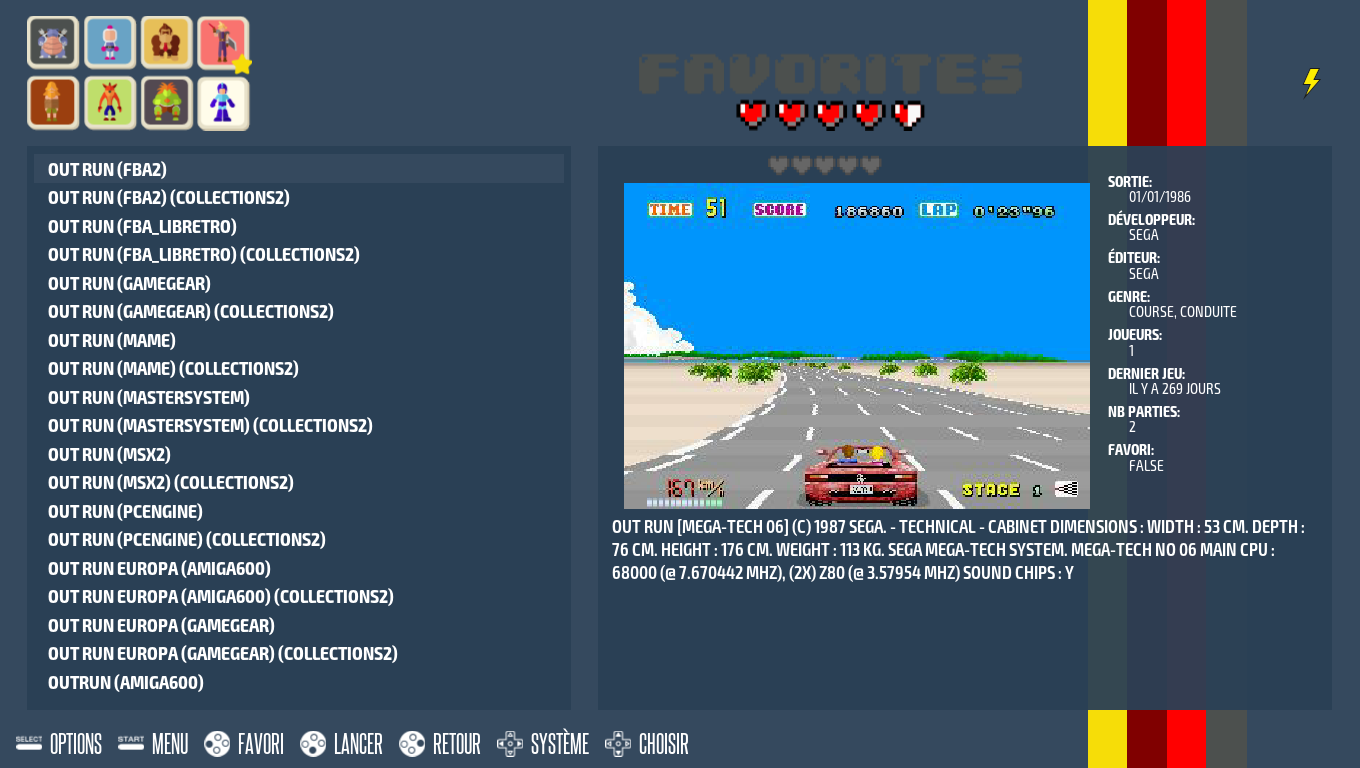 FAVORITES
OUT RUN (FBA2)
OUT RUN (FBA2) (COLLECTIONS2)
OUT RUN (FBA_LIBRETRO)
OUT RUN (FBA_LIBRETRO) (COLLECTIONS2)
OUT RUN (GAMEGEAR)
OUT RUN (GAMEGEAR) (COLLECTIONS2)
OUT RUN (MAME)
OUT RUN (MAME) (COLLECTIONS2)
OUT RUN (MASTERSYSTEM)
OUT RUN (MASTERSYSTEM) (COLLECTIONS2)
OUT RUN (MSX2)
OUT RUN (MSX2) (COLLECTIONS2)
OUT RUN (PCENGINE)
OUT RUN (PCENGINE) (COLLECTIONS2)
OUT RUN EUROPA (AMIGA600)
OUT RUN EUROPA (AMIGA600) (COLLECTIONS2)
OUT RUN EUROPA (GAMEGEAR)
OUT RUN EUROPA (GAMEGEAR) (COLLECTIONS2)
OUTRUN (AMIGA600)
TIME 51 SCORE 186860 LAP 0'23"96
167 km/h
STAGE 1
SORTIE:
01/01/1986
DÉVELOPPEUR:
SEGA
ÉDITEUR:
SEGA
GENRE:
COURSE, CONDUITE
JOUEURS:
1
DERNIER JEU:
IL Y A 269 JOURS
NB PARTIES:
2
FAVORI:
FALSE
OUT RUN [MEGA-TECH 06] (C) 1987 SEGA. - TECHNICAL - CABINET DIMENSIONS : WIDTH : 53 CM. DEPTH :
76 CM. HEIGHT : 176 CM. WEIGHT : 113 KG. SEGA MEGA-TECH SYSTEM. MEGA-TECH NO 06 MAIN CPU :
68000 (@ 7.670442 MHZ), (2X) Z80 (@ 3.57954 MHZ) SOUND CHIPS : Y
SELECT OPTIONS START MENU FAVORI LANCER RETOUR SYSTÈME CHOISIR